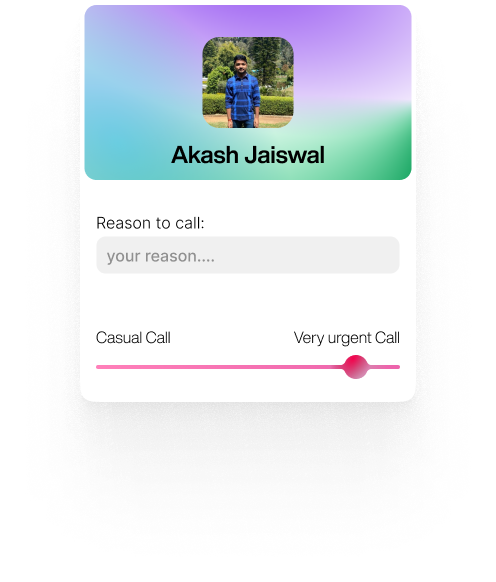 Akash Jaiswal
Reason to call:
your reason....
Casual Call
Very urgent Call